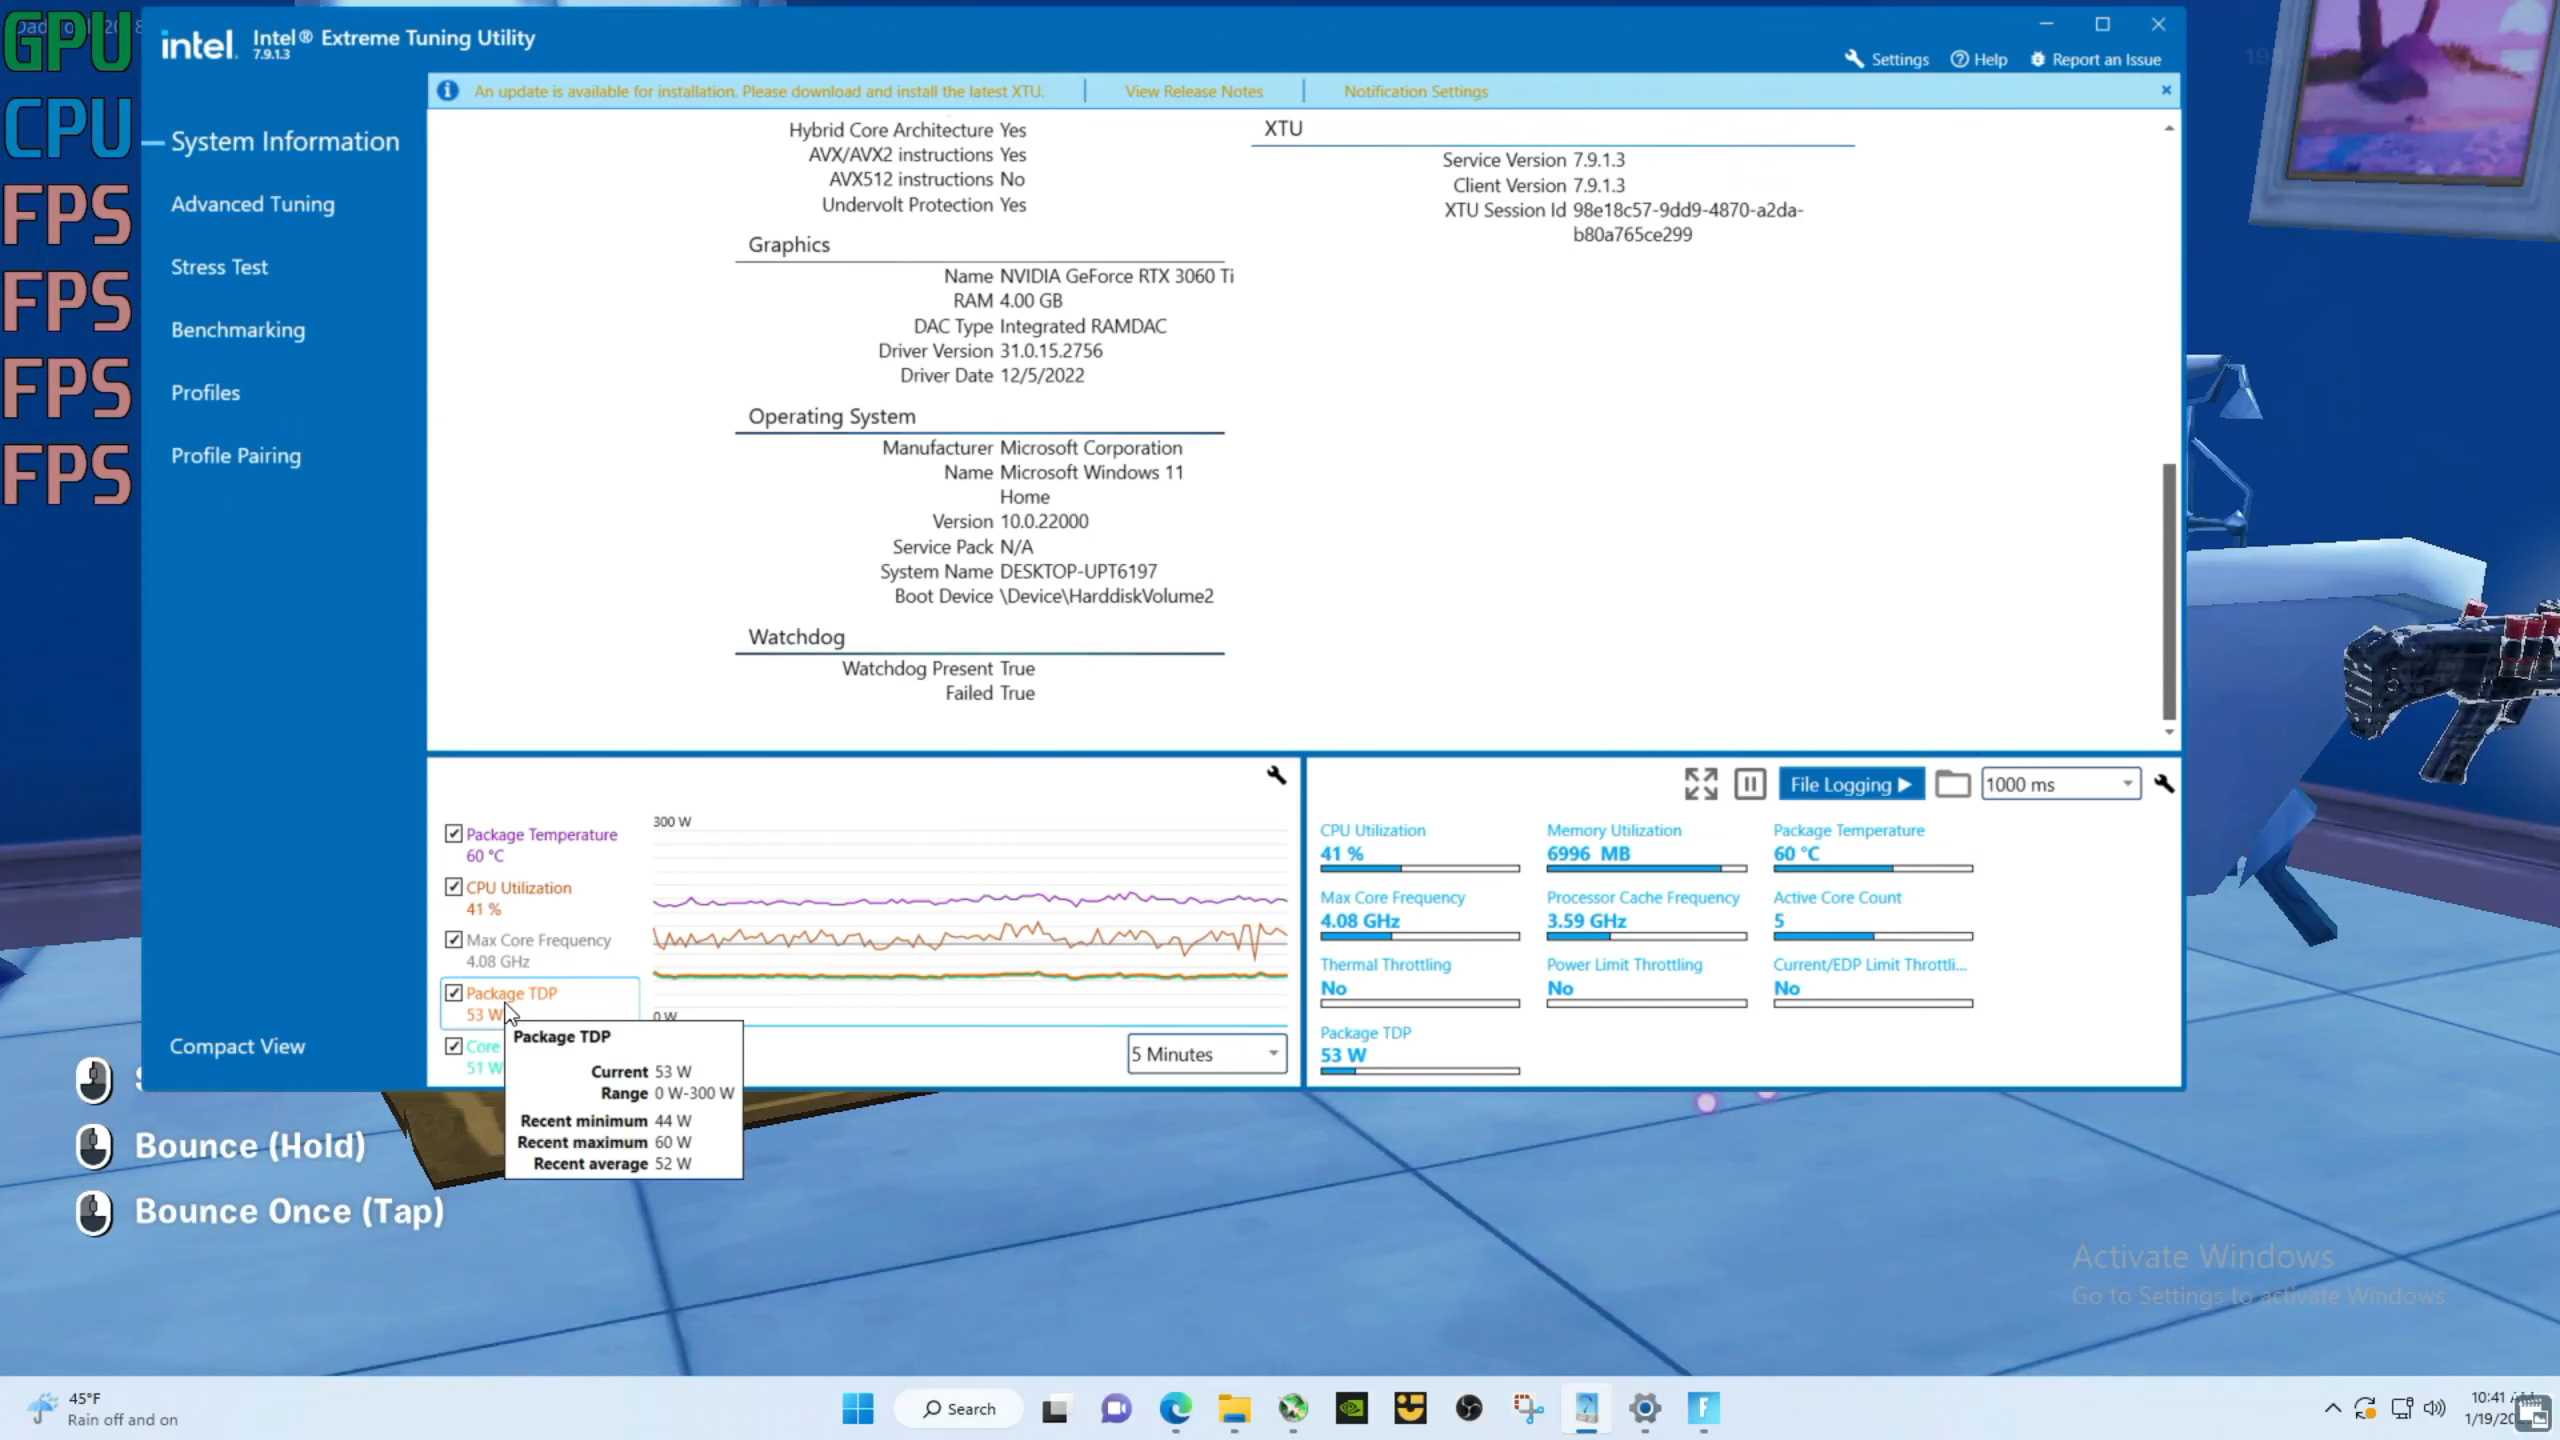 GPU
CPU
FPS
FPS
FPS
FPS
intel.
Intel® Extreme Tuning Utility
7.9.1.3
Settings
Help
Report an Issue
An update is available for installation. Please download and install the latest XTU.
View Release Notes
Notification Settings
System Information
Advanced Tuning
Stress Test
Benchmarking
Profiles
Profile Pairing
Compact View
Hybrid Core Architecture Yes
AVX/AVX2 instructions Yes
AVX512 instructions No
Undervolt Protection Yes
Graphics
Name NVIDIA GeForce RTX 3060 Ti
RAM 4.00 GB
DAC Type Integrated RAMDAC
Driver Version 31.0.15.2756
Driver Date 12/5/2022
Operating System
Manufacturer Microsoft Corporation
Name Microsoft Windows 11
Home
Version 10.0.22000
Service Pack N/A
System Name DESKTOP-UPT6197
Boot Device \Device\HarddiskVolume2
Watchdog
Watchdog Present True
Failed True
XTU
Service Version 7.9.1.3
Client Version 7.9.1.3
XTU Session Id 98e18c57-9dd9-4870-a2da-
b80a765ce299
Package Temperature
60 °C
CPU Utilization
41 %
Max Core Frequency
4.08 GHz
Package TDP
53 W
Core
51 W
300 W
0 W
5 Minutes
Package TDP
Current 53 W
Range 0 W-300 W
Recent minimum 44 W
Recent maximum 60 W
Recent average 52 W
File Logging
1000 ms
CPU Utilization
41 %
Memory Utilization
6996 MB
Package Temperature
60 °C
Max Core Frequency
4.08 GHz
Processor Cache Frequency
3.59 GHz
Active Core Count
5
Thermal Throttling
No
Power Limit Throttling
No
Current/EDP Limit Throttli...
No
Package TDP
53 W
Bounce (Hold)
Bounce Once (Tap)
Activate Windows
Go to Settings to activate Windows.
45°F
Rain off and on
Search
10:41
1/19/20